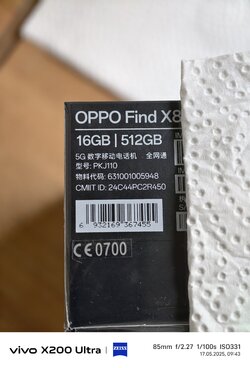 OPPO Find X8
16GB | 512GB
5G 数字移动电话机 全网通
型号: PKJ110
物料代码: 631001005948
CMIIT ID: 24C44PC2R450
6 932169 367455
CE0700
vivo X200 Ultra | ZEISS
85mm f/2.27 1/100s ISO331
17.05.2025, 09:43